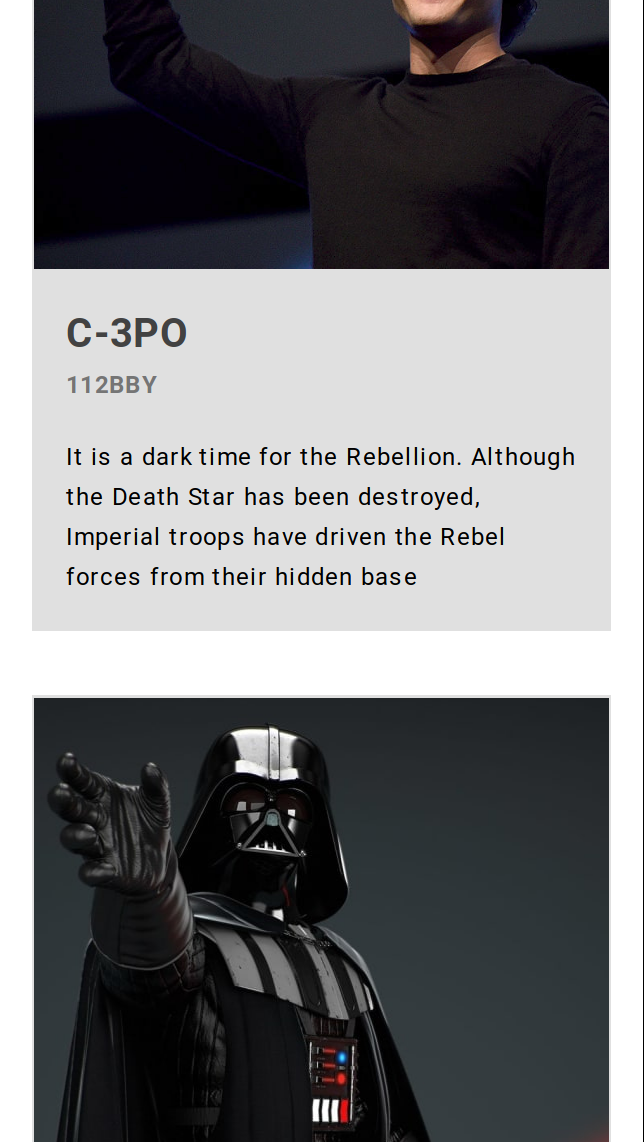 C-3PO
112BBY
It is a dark time for the Rebellion. Although
the Death Star has been destroyed,
Imperial troops have driven the Rebel
forces from their hidden base